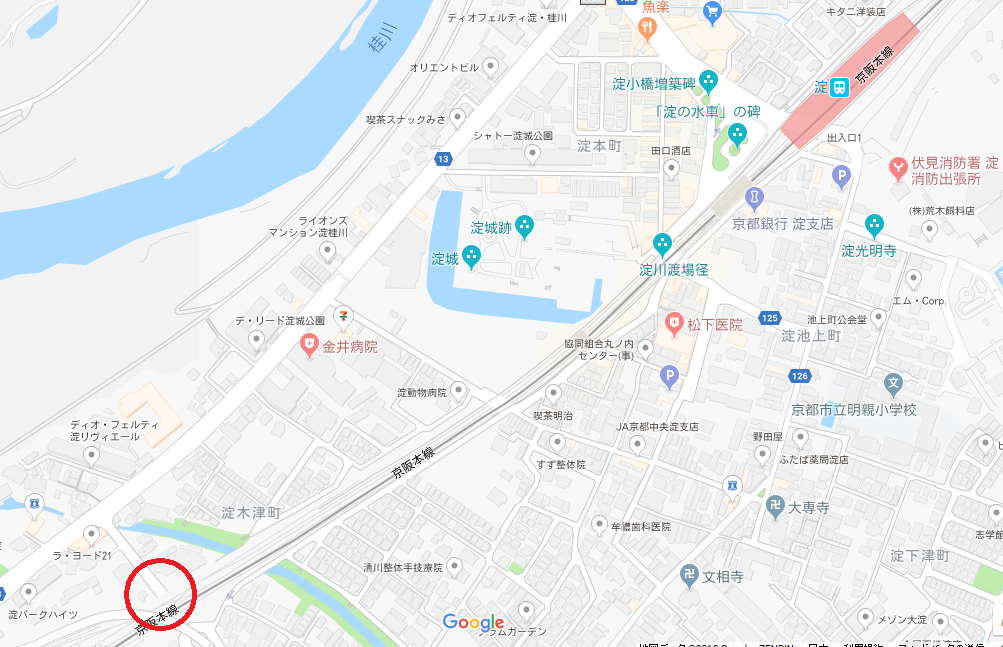 ディオフェルティ淀・桂川
魚楽
キタニ洋装店
桂川
京阪本線
オリエントビル
淀
淀小橋増築碑
喫茶スナックみさ
「淀の水車」の碑
シャトー淀城公園
淀本町
田口酒店
出入口1
13
伏見消防署 淀
消防出張所
京都銀行 淀支店
(株)荒木飼料店
ライオンズ
マンション淀桂川
淀城跡
淀城
淀川渡場径
淀光明寺
エム・Corp.
デ・リード淀城公園
金井病院
松下医院
125
池上町公会堂
淀池上町
協同組合丸ノ内
センター(事)
126
淀動物病院
喫茶明治
京都市立明親小学校
ディオ・フェルティ
淀リヴィエール
JA京都中央淀支店
野田屋
京阪本線
すず整体院
ふたば薬局淀店
淀木津町
大専寺
牟禮歯科医院
志学館
ラ・ヨード21
淀下津町
清川整体手技療院
文相寺
淀パークハイツ
京阪本線
Google
ラムガーデン
メゾン大淀